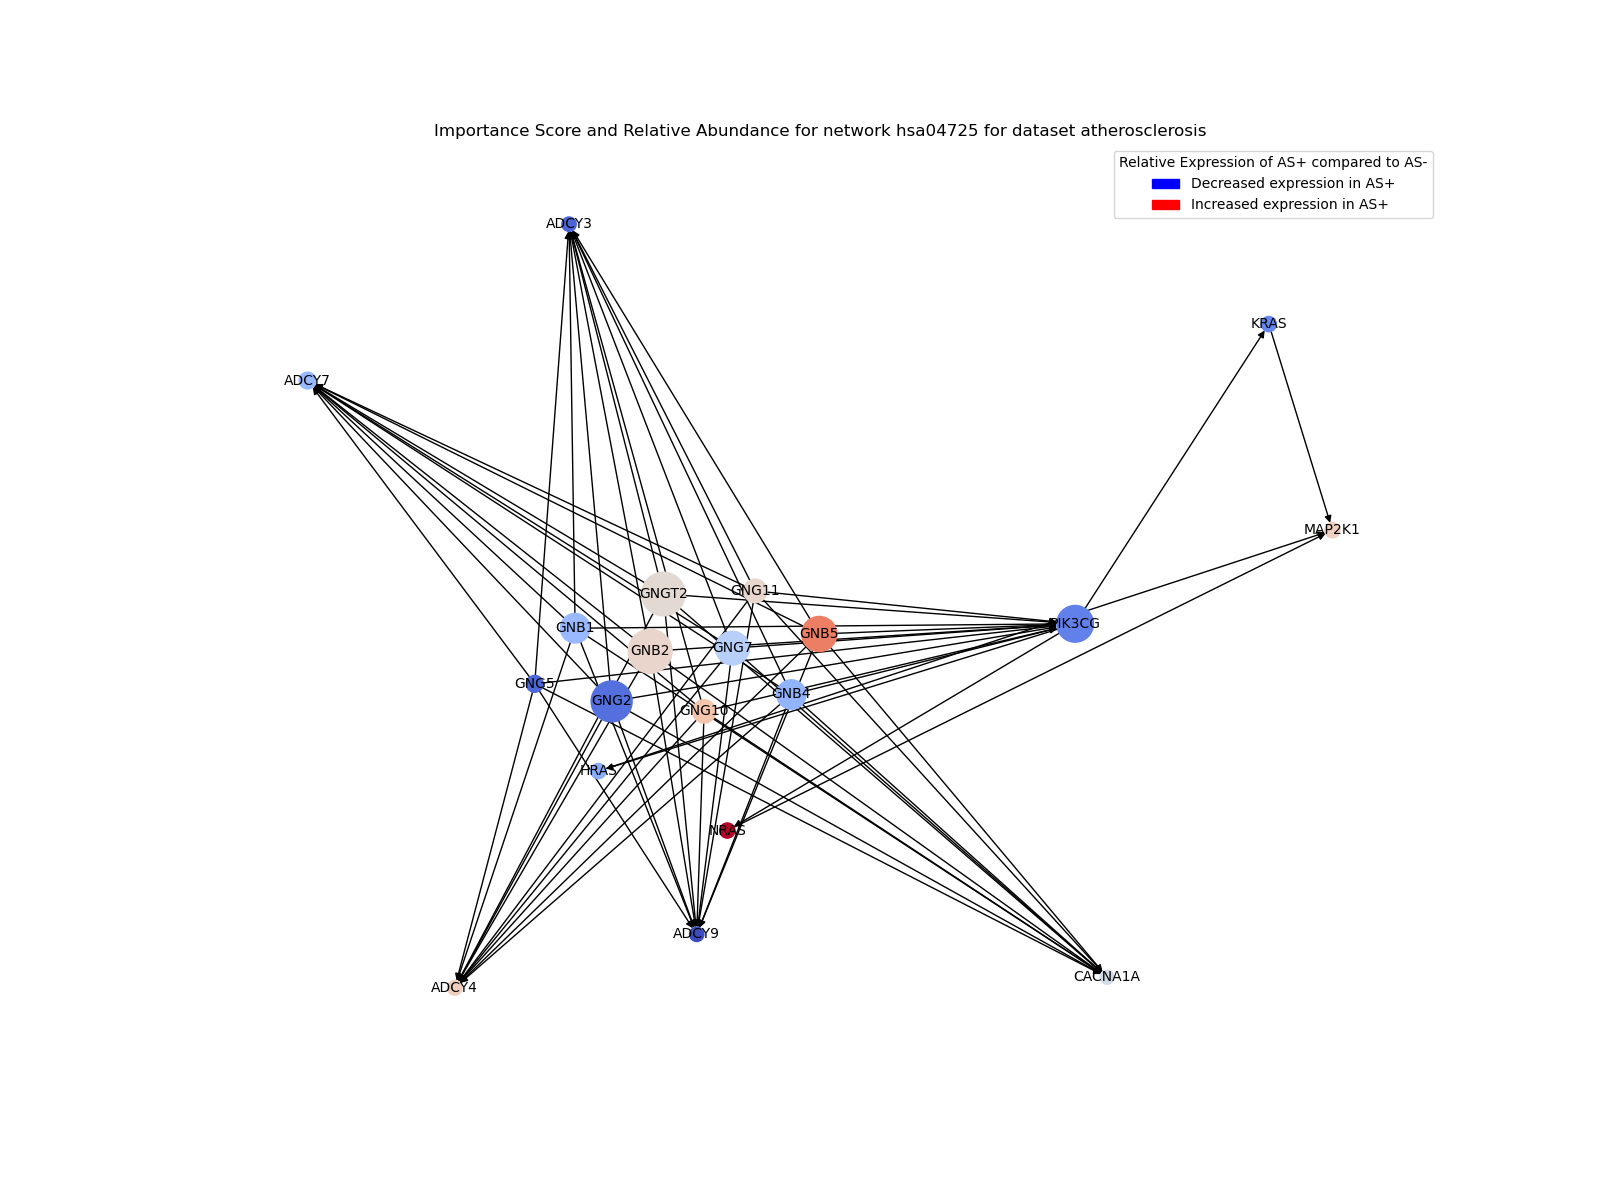 Importance Score and Relative Abundance for network hsa04725 for dataset atherosclerosis
Relative Expression of AS+ compared to AS-
Decreased expression in AS+
Increased expression in AS+
ADCY3
KRAS
ADCY7
MAP2K1
GNGT2
GNG11
PIK3CG
GNB1
GNB5
GNB2
GNG7
GNG5
GNB4
GNG2
GNG10
HRAS
NRAS
ADCY9
CACNA1A
ADCY4